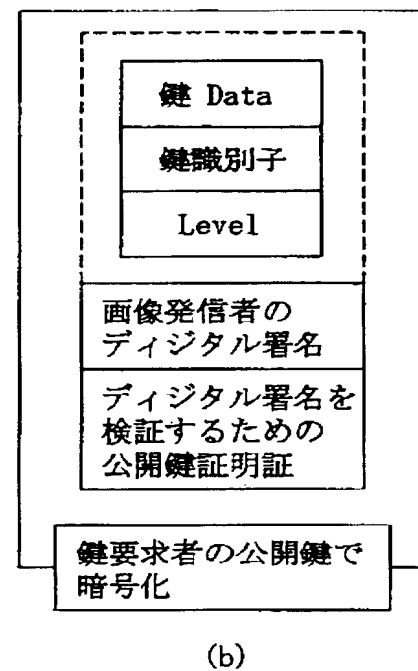 鍵 Data
鍵識別子
Level
画像発信者の
ディジタル署名
ディジタル署名を
検証するための
公開鍵証明証
鍵要求者の公開鍵で
暗号化
(b)